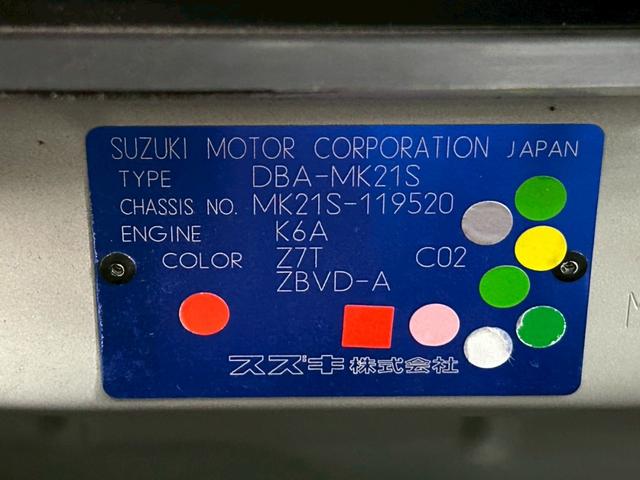 SUZUKI MOTOR CORPORATION JAPAN
TYPE DBA-MK21S
CHASSIS NO. MK21S-119520
ENGINE K6A
COLOR Z7T C02
ZBVD-A
スズキ株式会社
M